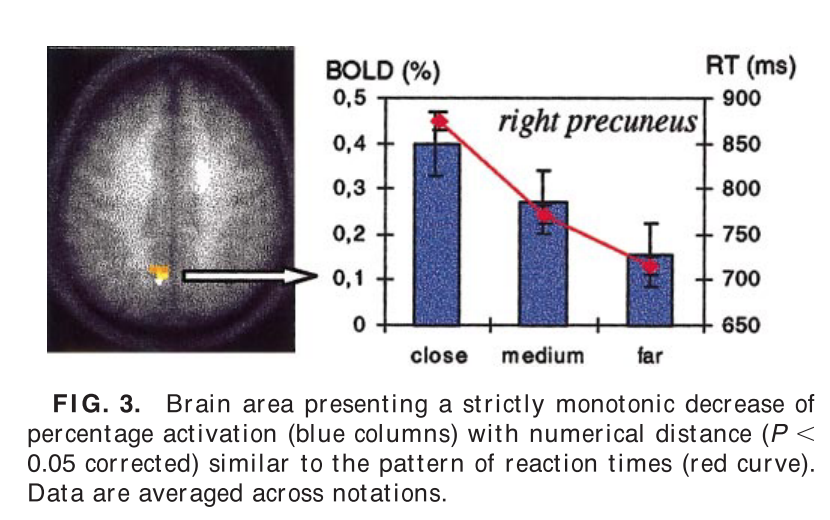 BOLD (%)
RT (ms)
right precuneus
0,5
0,4
0,3
0,2
0,1
0
900
850
800
750
700
650
close medium far
FIG. 3. Brain area presenting a strictly monotonic decrease of
percentage activation (blue columns) with numerical distance (P <
0.05 corrected) similar to the pattern of reaction times (red curve).
Data are averaged across notations.